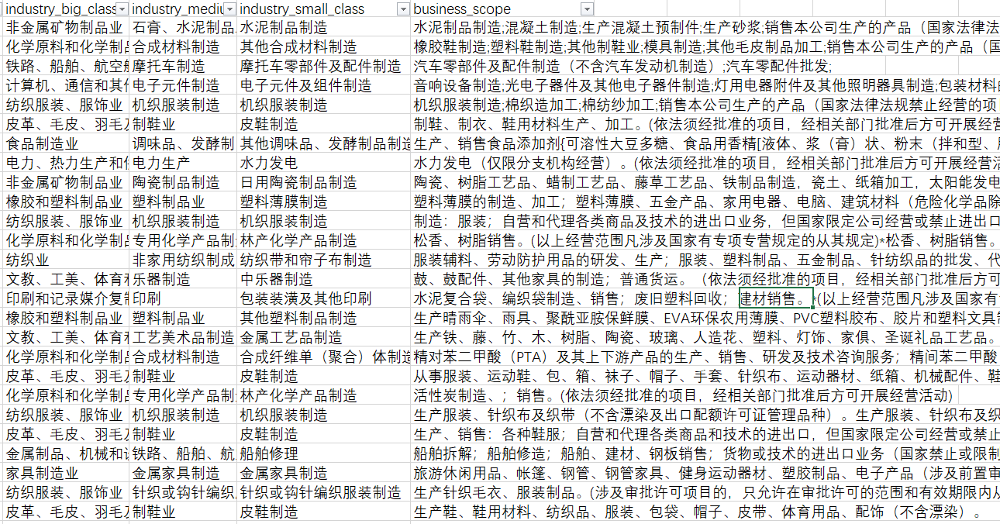 industry_big_class industry_mediu industry_small_class business_scope
非金属矿物制品业 石膏、水泥制品 水泥制品制造 水泥制品制造;混凝土制造;生产混凝土预制件;生产砂浆;销售本公司生产的产品（国家法律法
化学原料和化学制品 合成材料制造 其他合成材料制造 橡胶鞋制造;塑料鞋制造;其他制鞋业;模具制造;其他毛皮制品加工;销售本公司生产的产品（国
铁路、船舶、航空航 摩托车制造 摩托车零部件及配件制造 汽车零部件及配件制造（不含汽车发动机制造）;汽车零配件批发;
计算机、通信和其他 电子元件制造 电子元件及组件制造 音响设备制造;光电子器件及其他电子器件制造;灯用电器附件及其他照明器具制造;包装材料的
纺织服装、服饰业 机织服装制造 机织服装制造 机织服装制造;棉织造加工;棉纺纱加工;销售本公司生产的产品（国家法律法规禁止经营的项
皮革、毛皮、羽毛及 制鞋业 皮鞋制造 制鞋、制衣、鞋用材料生产、加工。(依法须经批准的项目，经相关部门批准后方可开展经营
食品制造业 调味品、发酵制 其他调味品、发酵制品制造 生产、销售食品添加剂{可溶性大豆多糖、食品用香精[液体、浆（膏）状、粉末（拌和型、胶
电力、热力生产和供 电力生产 水力发电 水力发电（仅限分支机构经营）。(依法须经批准的项目，经相关部门批准后方可开展经营活
非金属矿物制品业 陶瓷制品制造 日用陶瓷制品制造 陶瓷、树脂工艺品、蜡制工艺品、藤草工艺品、铁制品制造，瓷土、纸箱加工，太阳能发电
橡胶和塑料制品业 塑料制品业 塑料薄膜制造 塑料薄膜的制造、加工；塑料薄膜、五金产品、家用电器、电脑、建筑材料（危险化学品除
纺织服装、服饰业 机织服装制造 机织服装制造 制造：服装；自营和代理各类商品及技术的进出口业务，但国家限定公司经营或禁止进出口
化学原料和化学制品 专用化学产品制 林产化学产品制造 松香、树脂销售。(以上经营范围凡涉及国家有专项专营规定的从其规定)*松香、树脂销售。
纺织业 非家用纺织制成 纺织带和帘子布制造 服装辅料、劳动防护用品的研发、生产；服装、塑料制品、五金制品、针纺织品的批发、代
文教、工美、体育和 乐器制造 中乐器制造 鼓、鼓配件、其他家具的制造；普通货运。（依法须经批准的项目，经相关部门批准后方可
印刷和记录媒介复制 印刷 包装装潢及其他印刷 水泥复合袋、编织袋制造、销售；废旧塑料回收；建材销售。*(以上经营范围凡涉及国家有
橡胶和塑料制品业 塑料制品业 其他塑料制品制造 生产晴雨伞、雨具、聚酰亚胺保鲜膜、EVA环保农用薄膜、PVC塑料胶布、胶片和塑料文具制
文教、工美、体育和 工艺美术品制造 金属工艺品制造 生产铁、藤、竹、木、树脂、陶瓷、玻璃、人造花、塑料、灯饰、家俱、圣诞礼品工艺品。
化学原料和化学制品 合成材料制造 合成纤维单（聚合）体制造 精对苯二甲酸（PTA）及其上下游产品的生产、销售、研发及技术咨询服务；精间苯二甲酸
皮革、毛皮、羽毛及 制鞋业 皮鞋制造 从事服装、运动鞋、包、箱、袜子、帽子、手套、针织布、运动器材、纸箱、机械配件、鞋
化学原料和化学制品 专用化学产品制 林产化学产品制造 活性炭制造、；销售。(依法须经批准的项目，经相关部门批准后方可开展经营活动)
纺织服装、服饰业 机织服装制造 机织服装制造 生产服装、针织布及织带（不含漂染及出口配额许可证管理品种）。生产服装、针织布及织
皮革、毛皮、羽毛及 制鞋业 皮鞋制造 生产、销售：各种鞋服；自营和代理各类商品和技术的进出口，但国家限定公司经营或禁止
金属制品、机械和设 铁路、船舶、航 船舶修理 船舶拆解；船舶修造；船舶、建材、钢板销售；货物或技术的进出口业务（国家禁止或限制
家具制造业 金属家具制造 金属家具制造 旅游休闲用品、帐篷、钢管、钢管家具、健身运动器材、塑胶制品、电子产品（涉及前置审
纺织服装、服饰业 针织或钩针编织 针织或钩针编织服装制造 生产针织毛衣、服装制品。(涉及审批许可项目的，只允许在审批许可的范围和有效期限内从
皮革、毛皮、羽毛及 制鞋业 皮鞋制造 生产鞋、鞋用材料、纺织品、服装、包袋、帽子、皮带、体育用品、配饰（不含漂染）。